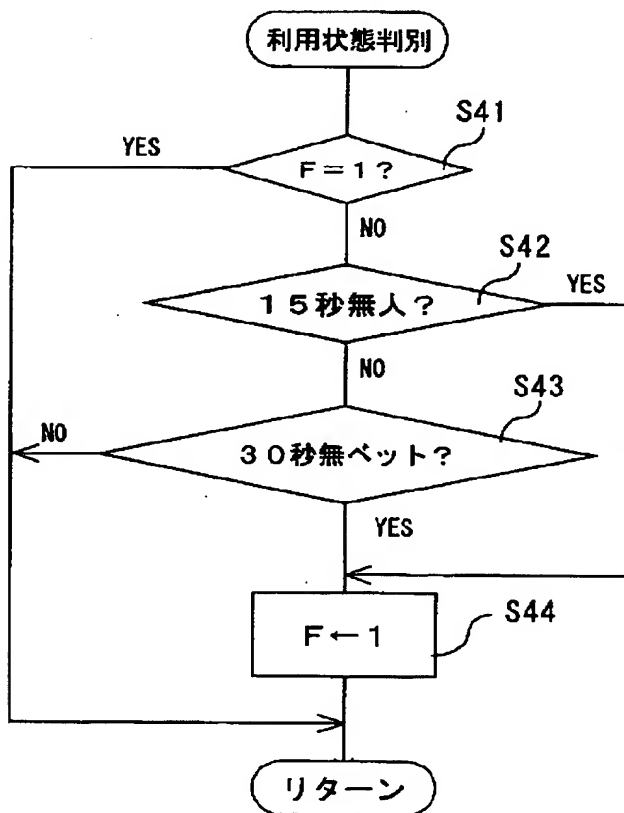 利用状態判別
S41
YES
F=1?
NO
S42
15秒無人?
YES
NO
S43
NO
30秒無ベット?
YES
S44
F←1
リターン